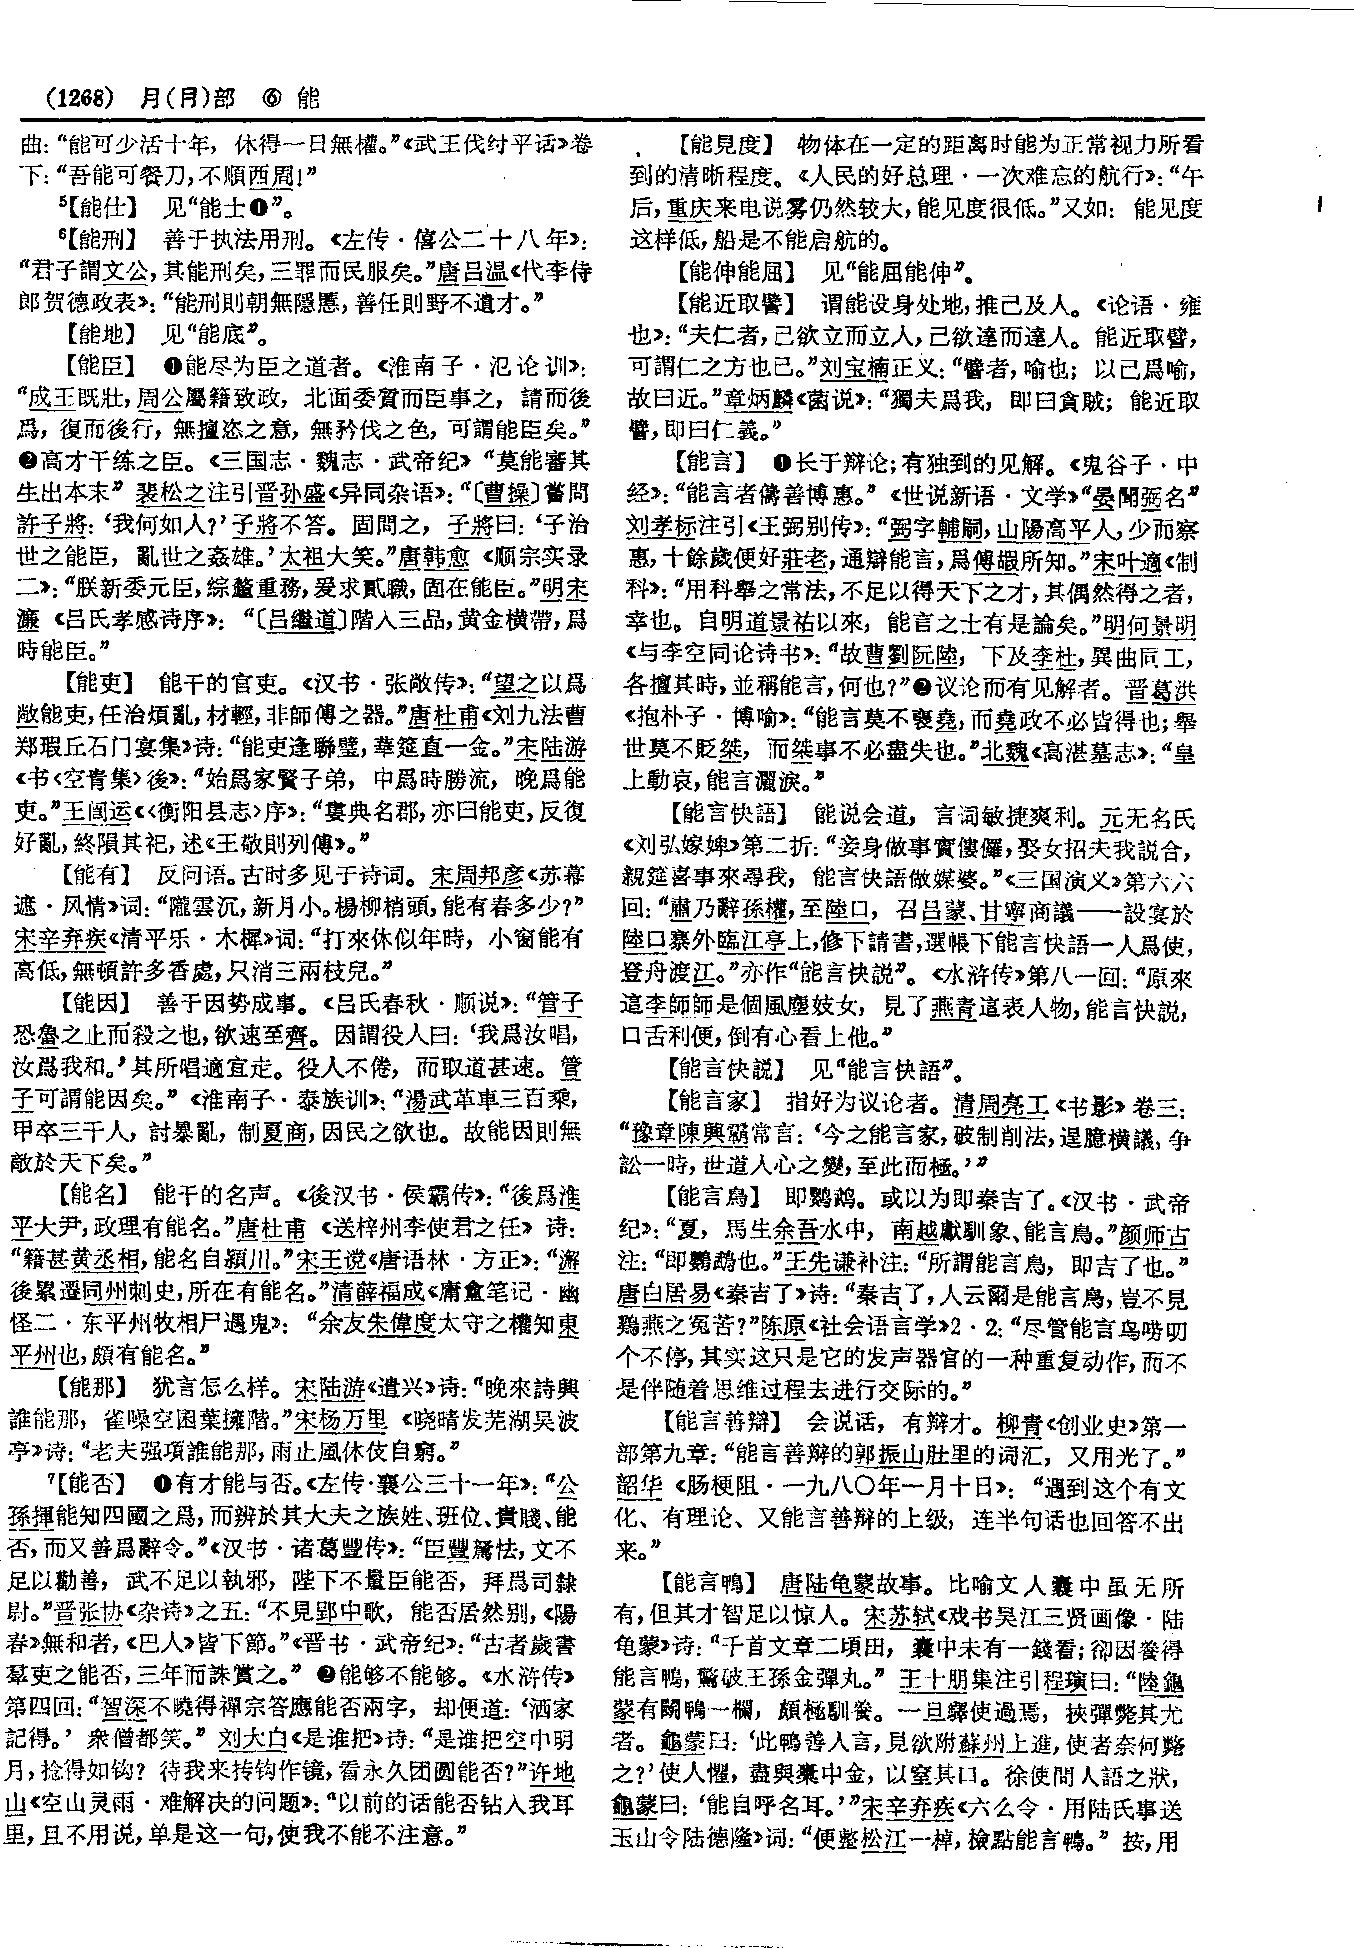 (1268) 月(⺝)部 ⑥ 能
曲：“能可少活十年，休得一日無權。”《武王伐纣平话》卷
下：“吾能可餐刀，不順西周！”
⁵【能仕】 见“能士❶”。
⁶【能刑】 善于执法用刑。《左传·僖公二十八年》：
“君子謂文公，其能刑矣，三罪而民服矣。”唐吕温《代李侍
郎贺德政表》：“能刑則朝無隱慝，善任則野不遺才。”
【能地】 见“能底”。
【能臣】 ❶能尽为臣之道者。《淮南子·氾论训》：
“成王既壯，周公屬籍致政，北面委質而臣事之，請而後
爲，復而後行，無擅恣之意，無矜伐之色，可謂能臣矣。”
❷高才干练之臣。《三国志·魏志·武帝纪》“莫能審其
生出本末” 裴松之注引晋孙盛《异同杂语》：“〔曹操〕嘗問
許子將：‘我何如人？’子將不答。固問之，子將曰：‘子治
世之能臣，亂世之姦雄。’太祖大笑。”唐韩愈《顺宗实录
二》：“朕新委元臣，綜釐重務，爰求貳職，固在能臣。”明宋
濂《吕氏孝感诗序》：“〔吕繼道〕階入三品，黄金横帶，爲
時能臣。”
【能吏】 能干的官吏。《汉书·张敞传》：“望之以爲
敞能吏，任治煩亂，材輕，非師傅之器。”唐杜甫《刘九法曹
郑瑕丘石门宴集》诗：“能吏逢聯璧，華筵直一金。”宋陆游
《书〈空青集〉後》：“始爲家賢子弟，中爲時勝流，晚爲能
吏。”王闿运《〈衡阳县志〉序》：“婁典名郡，亦曰能吏，反復
好亂，終隕其祀，述《王敬則列傳》。”
【能有】 反问语。古时多见于诗词。宋周邦彦《苏幕
遮·风情》词：“隴雲沉，新月小。楊柳梢頭，能有春多少？”
宋辛弃疾《清平乐·木樨》词：“打來休似年時，小窗能有
高低，無頓許多香處，只消三兩枝兒。”
【能因】 善于因势成事。《吕氏春秋·顺说》：“管子
恐魯之止而殺之也，欲速至齊。因謂役人曰：‘我爲汝唱，
汝爲我和。’其所唱適宜走。役人不倦，而取道甚速。管
子可謂能因矣。”《淮南子·泰族训》：“湯武革車三百乘，
甲卒三千人，討暴亂，制夏商，因民之欲也。故能因則無
敵於天下矣。”
【能名】 能干的名声。《後汉书·侯霸传》：“後爲淮
平大尹，政理有能名。”唐杜甫《送梓州李使君之任》诗：
“籍甚黄丞相，能名自潁川。”宋王谠《唐语林·方正》：“澥
後累遷同州刺史，所在有能名。”清薛福成《庸盦笔记·幽
怪二·东平州牧相尸遇鬼》：“余友朱偉度太守之權知東
平州也，頗有能名。”
【能那】 犹言怎么样。宋陆游《遣兴》诗：“晚來詩興
誰能那，雀噪空囷葉擁階。”宋杨万里《晓晴发芜湖吴波
亭》诗：“老夫强項誰能那，雨止風休伎自窮。”
⁷【能否】 ❶有才能与否。《左传·襄公三十一年》：“公
孫揮能知四國之爲，而辨於其大夫之族姓、班位、貴賤、能
否，而又善爲辭令。”《汉书·诸葛豐传》：“臣豐駑怯，文不
足以勸善，武不足以執邪，陛下不量臣能否，拜爲司隸
尉。”晋张协《杂诗》之五：“不見郢中歌，能否居然别，《陽
春》無和者，《巴人》皆下節。”《晋书·武帝纪》：“古者歲書
羣吏之能否，三年而誅賞之。”❷能够不能够。《水浒传》
第四回：“智深不曉得禪宗答應能否兩字，却便道：‘洒家
記得。’衆僧都笑。”刘大白《是谁把》诗：“是谁把空中明
月，捻得如钩？待我来抟钩作镜，看永久团圆能否？”许地
山《空山灵雨·难解决的问题》：“以前的话能否钻入我耳
里，且不用说，单是这一句，使我不能不注意。”
【能見度】 物体在一定的距离时能为正常视力所看
到的清晰程度。《人民的好总理·一次难忘的航行》：“午
后，重庆来电说雾仍然较大，能见度很低。”又如：能见度
这样低，船是不能启航的。
【能伸能屈】 见“能屈能伸”。
【能近取譬】 谓能设身处地，推己及人。《论语·雍
也》：“夫仁者，己欲立而立人，己欲達而達人。能近取譬，
可謂仁之方也已。”刘宝楠正义：“譬者，喻也；以己爲喻，
故曰近。”章炳麟《菌说》：“獨夫爲我，即曰貪賊；能近取
譬，即曰仁義。”
【能言】 ❶长于辩论；有独到的见解。《鬼谷子·中
经》：“能言者儔善博惠。”《世说新语·文学》“晏聞弼名”
刘孝标注引《王弼别传》：“弼字輔嗣，山陽高平人，少而察
惠，十餘歲便好莊老，通辯能言，爲傅嘏所知。”宋叶適《制
科》：“用科舉之常法，不足以得天下之才，其偶然得之者，
幸也。自明道景祐以來，能言之士有是論矣。”明何景明
《与李空同论诗书》：“故曹劉阮陸，下及李杜，異曲同工，
各擅其時，並稱能言，何也？”❷议论而有见解者。晋葛洪
《抱朴子·博喻》：“能言莫不褒堯，而堯政不必皆得也；舉
世莫不貶桀，而桀事不必盡失也。”北魏《高湛墓志》：“皇
上動哀，能言灑淚。”
【能言快語】 能说会道，言词敏捷爽利。元无名氏
《刘弘嫁婢》第二折：“妾身做事實僂儸，娶女招夫我説合，
親筵喜事來尋我，能言快語做媒婆。”《三国演义》第六六
回：“肅乃辭孫權，至陸口，召吕蒙、甘寧商議——設宴於
陸口寨外臨江亭上，修下請書，選帳下能言快語一人爲使，
登舟渡江。”亦作“能言快説”。《水浒传》第八一回：“原來
這李師師是個風塵妓女，見了燕青這表人物，能言快説，
口舌利便，倒有心看上他。”
【能言快説】 见“能言快語”。
【能言家】 指好为议论者。清周亮工《书影》卷三：
“豫章陳興霸常言：‘今之能言家，破制削法，逞臆横議，争
訟一時，世道人心之變，至此而極。’”
【能言鳥】 即鹦鹉。或以为即秦吉了。《汉书·武帝
纪》：“夏，馬生余吾水中，南越獻馴象、能言鳥。”颜师古
注：“即鸚鵡也。”王先谦补注：“所謂能言鳥，即吉了也。”
唐白居易《秦吉了》诗：“秦吉了，人云爾是能言鳥，豈不見
鷄燕之冤苦？”陈原《社会语言学》2·2：“尽管能言鸟唠叨
个不停，其实这只是它的发声器官的一种重复动作，而不
是伴随着思维过程去进行交际的。”
【能言善辯】 会说话，有辩才。柳青《创业史》第一
部第九章：“能言善辩的郭振山肚里的词汇，又用光了。”
韶华《肠梗阻·一九八〇年一月十日》：“遇到这个有文
化、有理论、又能言善辩的上级，连半句话也回答不出
来。”
【能言鴨】 唐陆龟蒙故事。比喻文人囊中虽无所
有，但其才智足以惊人。宋苏轼《戏书吴江三贤画像·陆
龟蒙》诗：“千首文章二頃田，囊中未有一錢看；卻因養得
能言鴨，驚破王孫金彈丸。”王十朋集注引程縯曰：“陸龜
蒙有鬭鴨一欄，頗極馴養。一旦驛使過焉，挾彈斃其尤
者。龜蒙曰：‘此鴨善人言，見欲附蘇州上進，使者奈何斃
之？’使人懼，盡與橐中金，以窒其口。徐使問人語之狀，
龜蒙曰：‘能自呼名耳。’”宋辛弃疾《六么令·用陆氏事送
玉山令陆德隆》词：“便整松江一棹，檢點能言鴨。”按，用